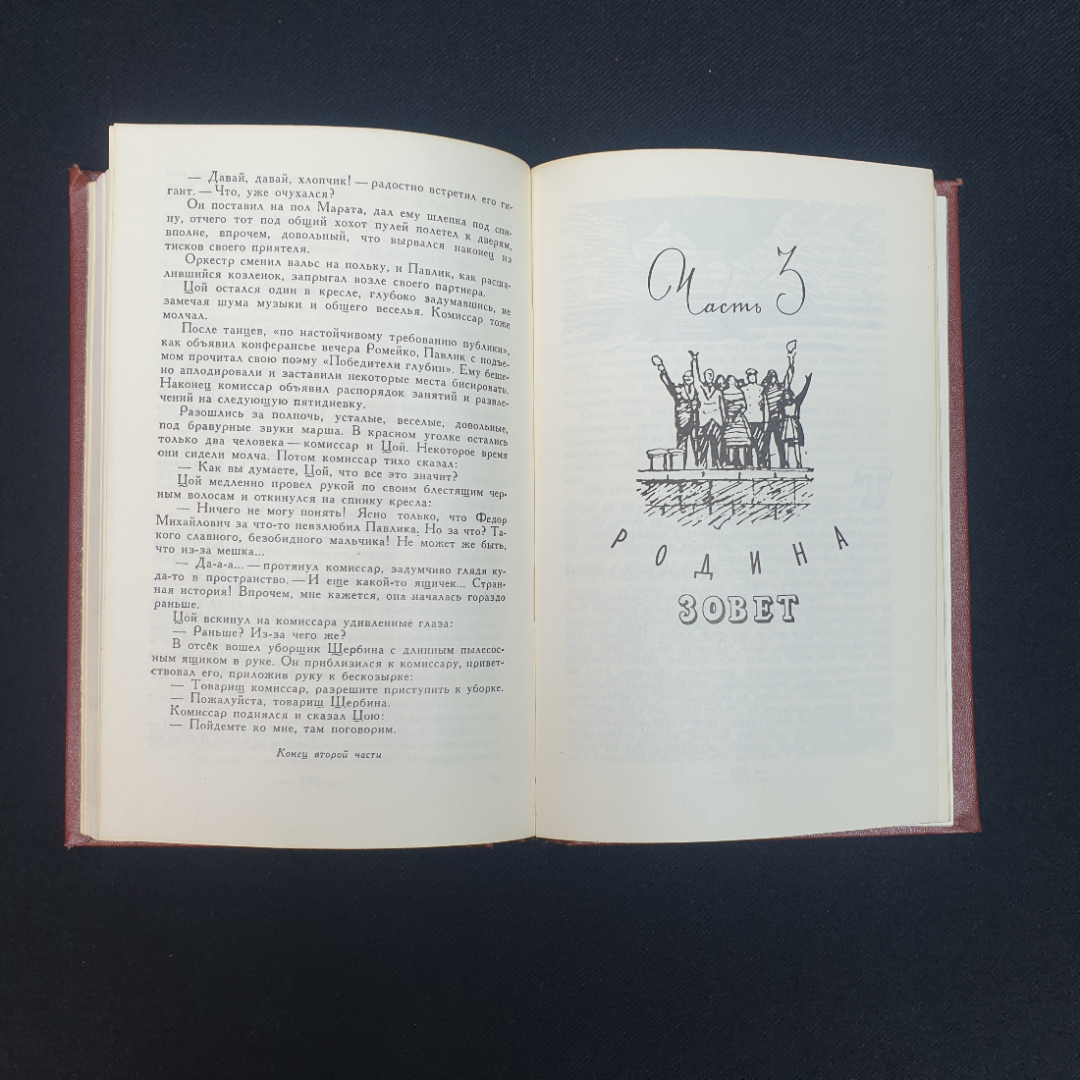 — Давай, давай, хлопчик! — радостно встретил его ги-
гант. — Что, уже очухался?
Он поставил на пол Марата, дал ему шлепка под спи-
ну, отчего тот под общий хохот пулей полетел к дверям,
вполне, впрочем, довольный, что вырвался наконец из
тисков своего приятеля.
Оркестр сменил вальс на польку, и Павлик, как расша-
лившийся козленок, запрыгал возле своего партнера.
Цой остался один в кресле, глубоко задумавшись, не
замечая шума музыки и общего веселья. Комиссар тоже
молчал.
После танцев, «по настойчивому требованию публики»,
как объявил конферансье вечера Ромейко, Павлик с подъе-
мом прочитал свою поэму «Победители глубин». Ему беше-
но аплодировали и заставили некоторые места бисировать.
Наконец комиссар объявил распорядок занятий и развле-
чений на следующую пятидневку.
Разошлись за полночь, усталые, веселые, довольные,
под бравурные звуки марша. В красном уголке остались
только два человека — комиссар и Цой. Некоторое время
они сидели молча. Потом комиссар тихо сказал:
— Как вы думаете, Цой, что все это значит?
Цой медленно провел рукой по своим блестящим чер-
ным волосам и откинулся на спинку кресла:
— Ничего не могу понять! Ясно только, что Федор
Михайлович за что-то невзлюбил Павлика. Но за что? Та-
кого славного, безобидного мальчика! Не может же быть,
что из-за мешка...
— Да-а-а... — протянул комиссар, задумчиво глядя ку-
да-то в пространство. — И еще какой-то ящичек... Стран-
ная история! Впрочем, мне кажется, она началась гораздо
раньше.
Цой вскинул на комиссара удивленные глаза:
— Раньше? Из-за чего же?
В отсек вошел уборщик Щербина с длинным пылесос-
ным ящиком в руке. Он приблизился к комиссару, привет-
ствовал его, приложив руку к бескозырке:
— Товарищ комиссар, разрешите приступить к уборке.
— Пожалуйста, товарищ Щербина.
Комиссар поднялся и сказал Цою:
— Пойдемте ко мне, там поговорим.
Конец второй части
Часть 3
РОДИНА
ЗОВЕТ